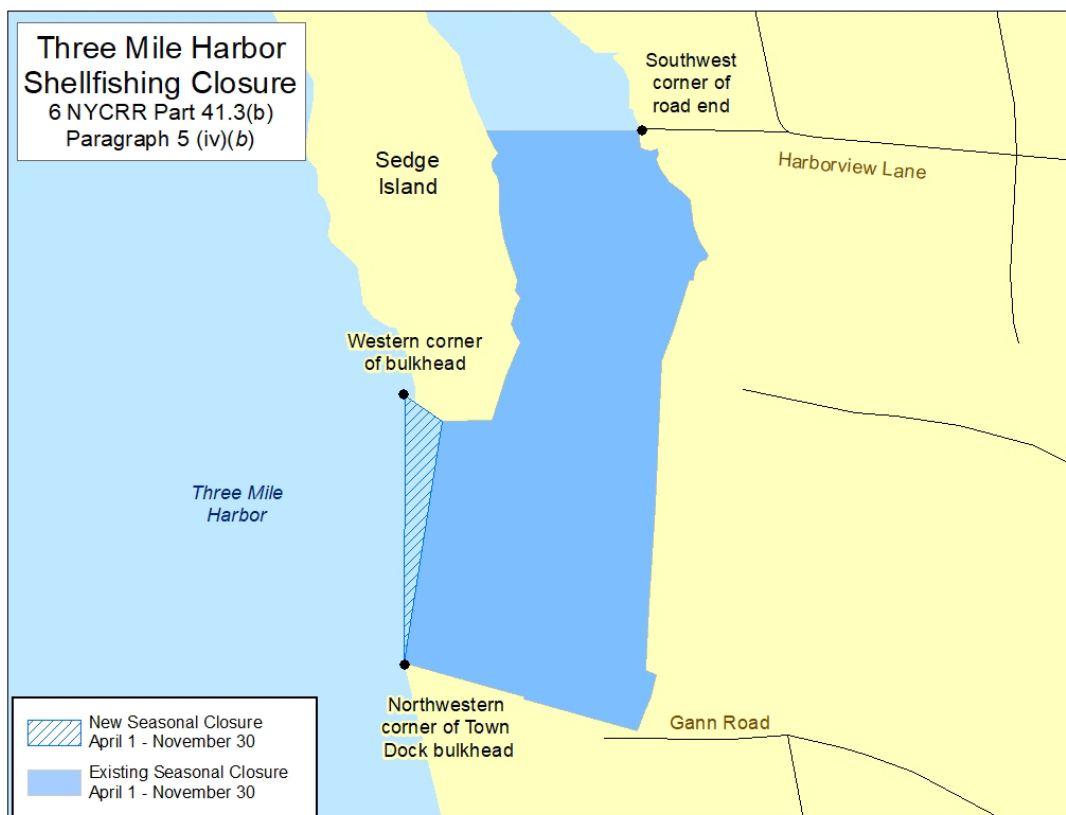 Three Mile Harbor
Shellfishing Closure
6 NYCRR Part 41.3(b)
Paragraph 5 (iv)(b)
Southwest
corner of
road end
Harborview Lane
Sedge
Island
Western corner
of bulkhead
Three Mile
Harbor
Northwestern
corner of Town
Dock bulkhead
Gann Road
New Seasonal Closure
April 1 - November 30
Existing Seasonal Closure
April 1 - November 30